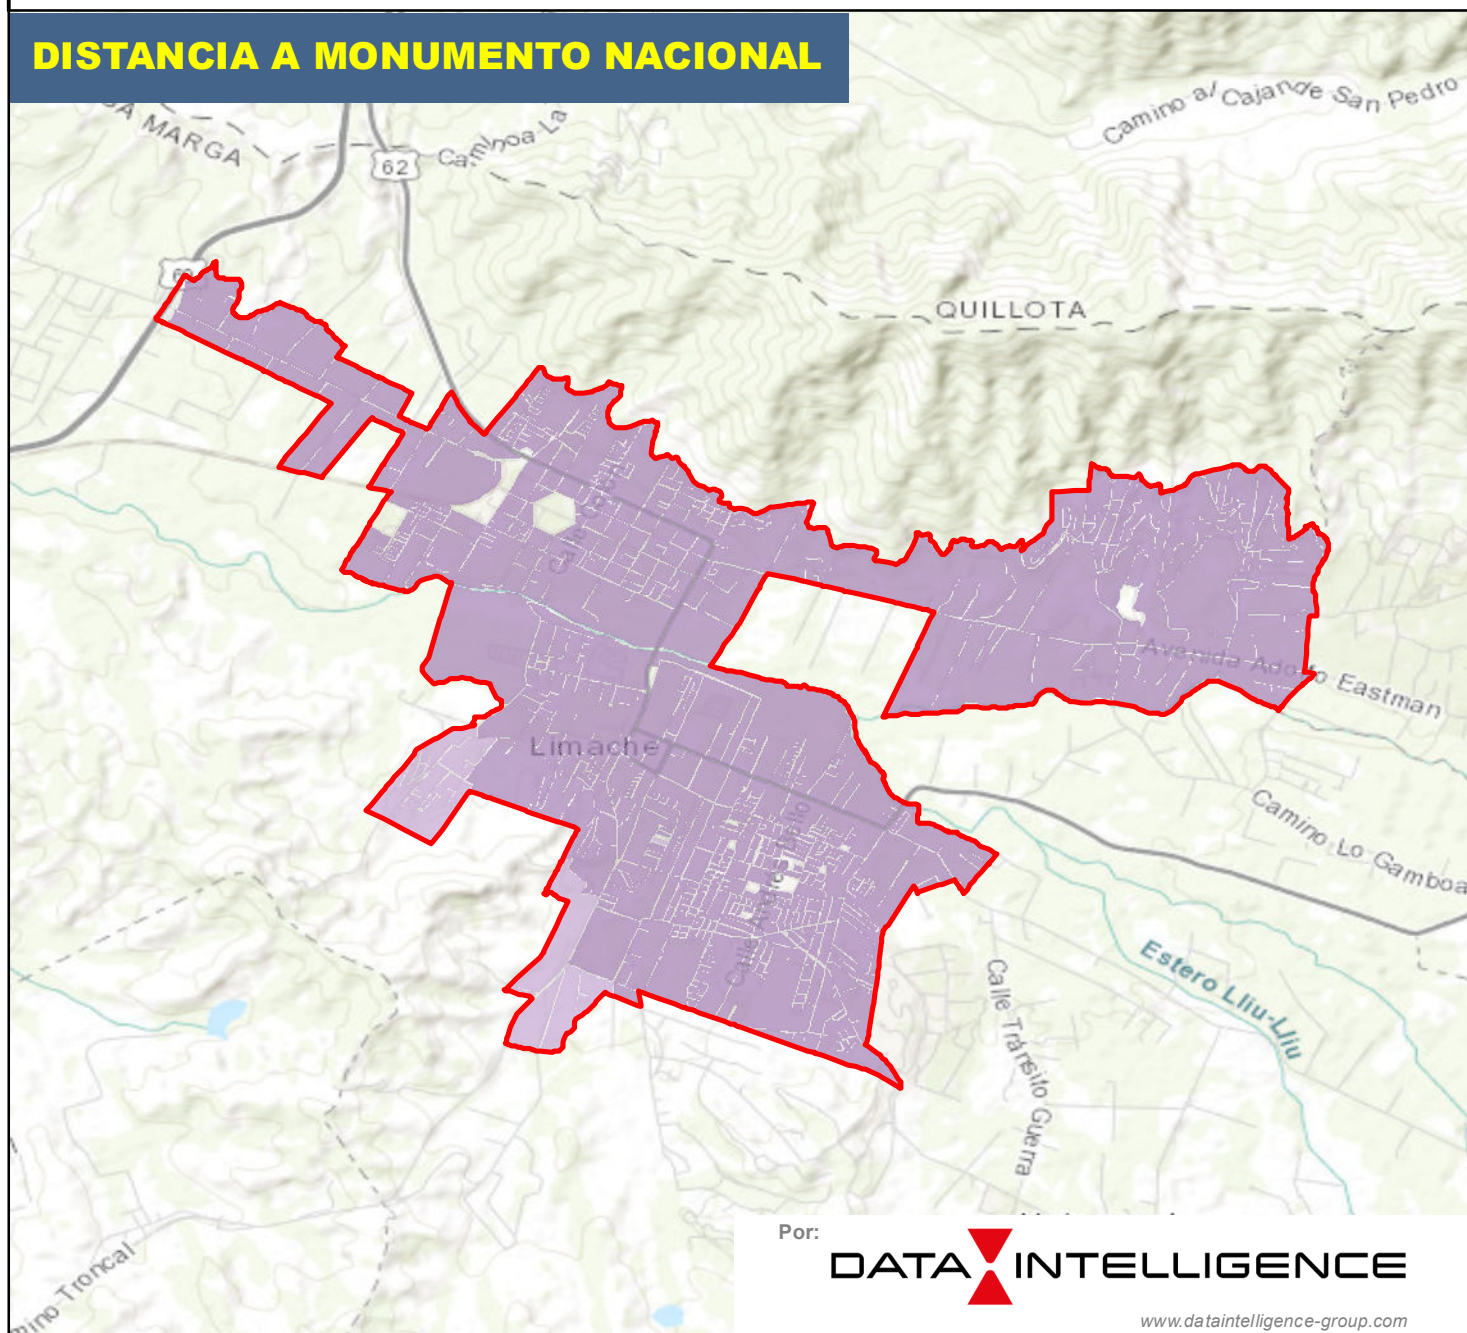 DISTANCIA A MONUMENTO NACIONAL
MARGA
62
Camino al Cajan de San Pedro
QUILLOTA
Avenida Adolfo Eastman
Limache
Camino Lo Gamboa
Estero Lliu-Lliu
Calle Tránsito Guerra
Troncal
Por:
DATA INTELLIGENCE
www.dataintelligence-group.com